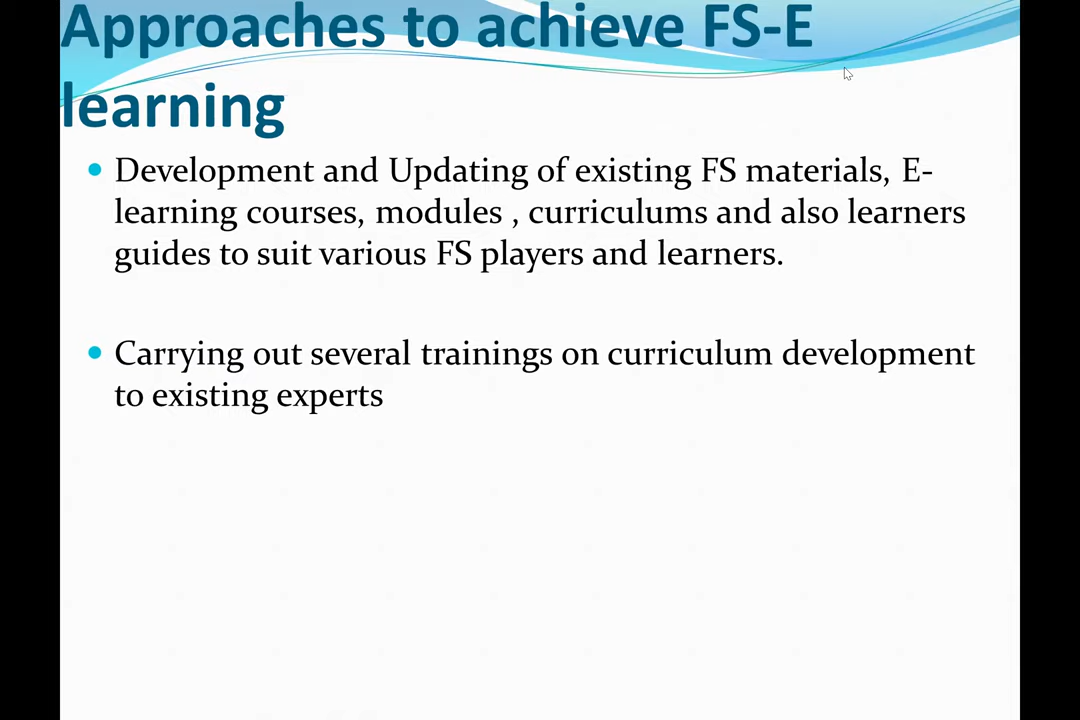 Approaches to achieve FS-E
learning
• Development and Updating of existing FS materials, E-
learning courses, modules , curriculums and also learners
guides to suit various FS players and learners.
• Carrying out several trainings on curriculum development
to existing experts